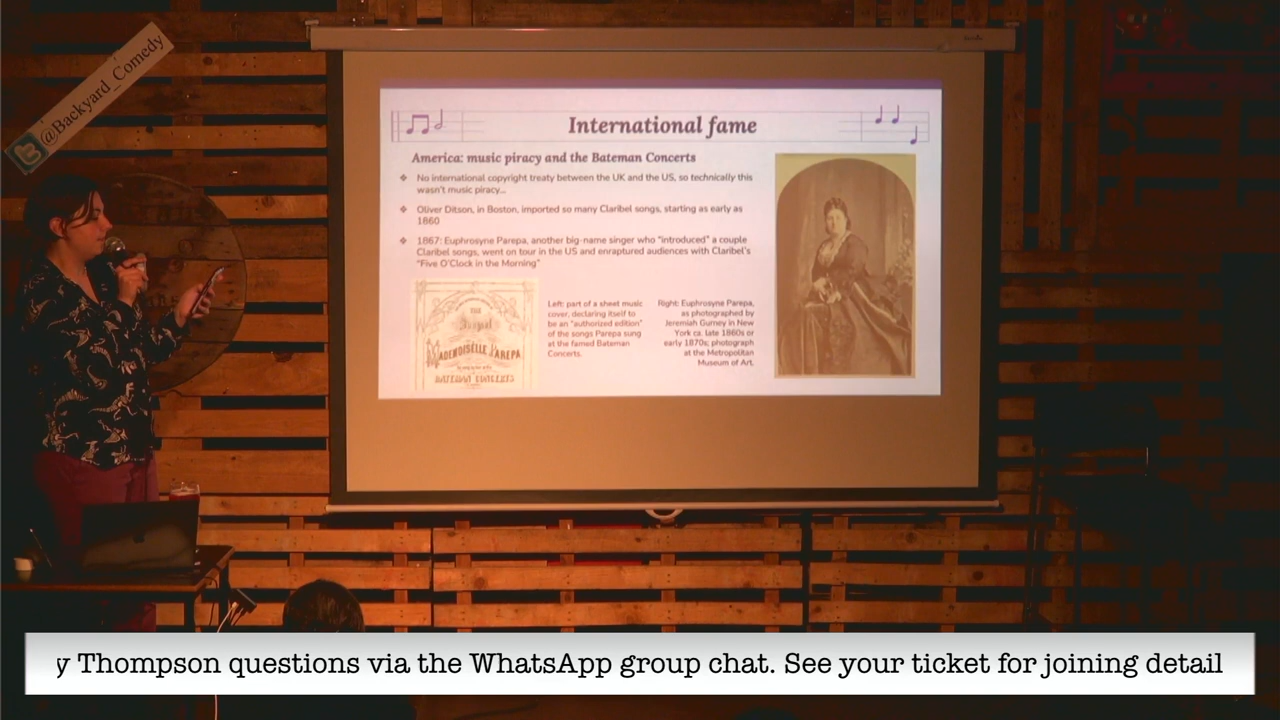 @Backyard_Comedy
International fame
America: music piracy and the Bateman Concerts
No international copyright treaty between the UK and the US, so technically this
wasn't music piracy...
Oliver Ditson, in Boston, imported so many Claribel songs, starting as early as
1860
1867: Euphrosyne Parepa, another big-name singer who "introduced" a couple
Claribel songs, went on tour in the US and enraptured audiences with Claribel's
"Five O'Clock in the Morning"
Left: part of a sheet music
cover, declaring itself to
be an "authorized edition"
of the songs Parepa sung
at the famed Bateman
Concerts.
Right: Euphrosyne Parepa,
as photographed by
Jeremiah Gurney in New
York ca. late 1860s or
early 1870s; photograph
at the Metropolitan
Museum of Art.
THE
MADEMOISELLE PAREPA
BATEMAN CONCERTS
y Thompson questions via the WhatsApp group chat. See your ticket for joining detail